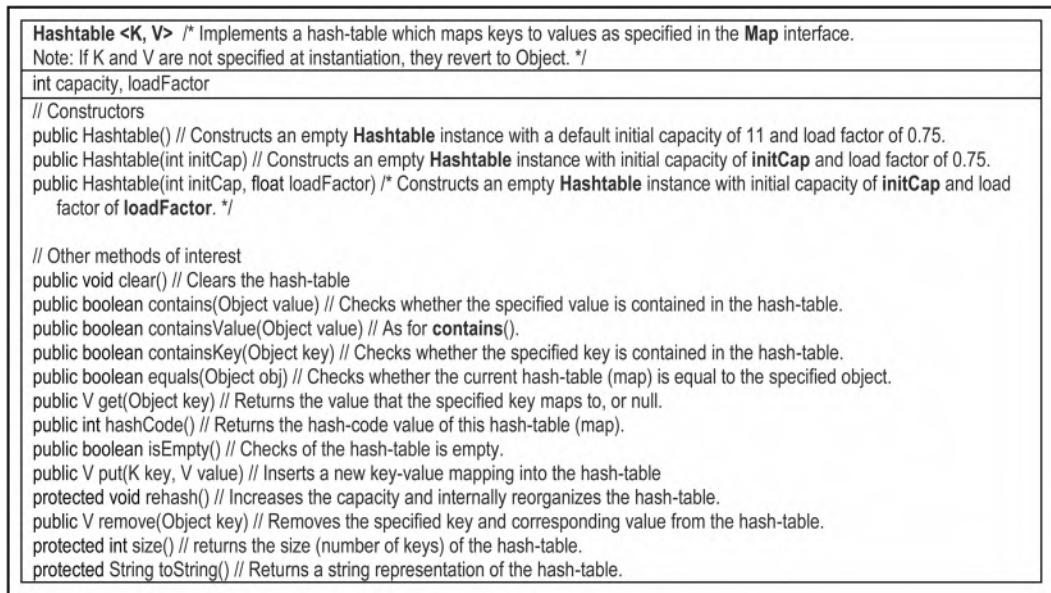 Hashtable <K, V> /* Implements a hash-table which maps keys to values as specified in the Map interface.
Note: If K and V are not specified at instantiation, they revert to Object. */
int capacity, loadFactor
// Constructors
public Hashtable() // Constructs an empty Hashtable instance with a default initial capacity of 11 and load factor of 0.75.
public Hashtable(int initCap) // Constructs an empty Hashtable instance with initial capacity of initCap and load factor of 0.75.
public Hashtable(int initCap, float loadFactor) /* Constructs an empty Hashtable instance with initial capacity of initCap and load
factor of loadFactor. */
// Other methods of interest
public void clear() // Clears the hash-table
public boolean contains(Object value) // Checks whether the specified value is contained in the hash-table.
public boolean containsValue(Object value) // As for contains().
public boolean containsKey(Object key) // Checks whether the specified key is contained in the hash-table.
public boolean equals(Object obj) // Checks whether the current hash-table (map) is equal to the specified object.
public V get(Object key) // Returns the value that the specified key maps to, or null.
public int hashCode() // Returns the hash-code value of this hash-table (map).
public boolean isEmpty() // Checks of the hash-table is empty.
public V put(K key, V value) // Inserts a new key-value mapping into the hash-table
protected void rehash() // Increases the capacity and internally reorganizes the hash-table.
public V remove(Object key) // Removes the specified key and corresponding value from the hash-table.
protected int size() // returns the size (number of keys) of the hash-table.
protected String toString() // Returns a string representation of the hash-table.